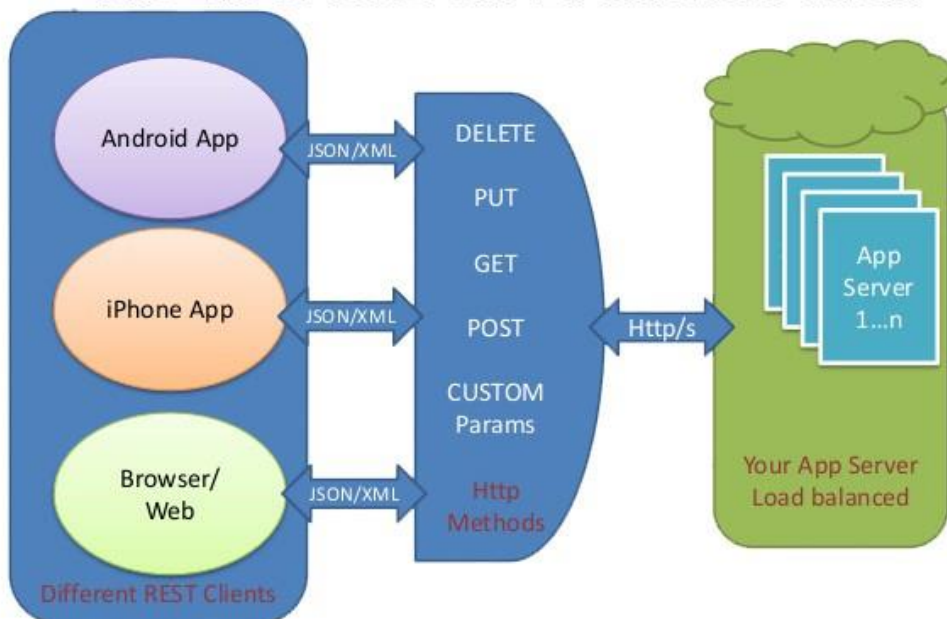 Android App
JSON/XML
iPhone App
JSON/XML
Browser/
Web
JSON/XML
Different REST Clients
DELETE
PUT
GET
POST
CUSTOM
Params
Http
Methods
Http/s
App
Server
1...n
Your App Server
Load balanced